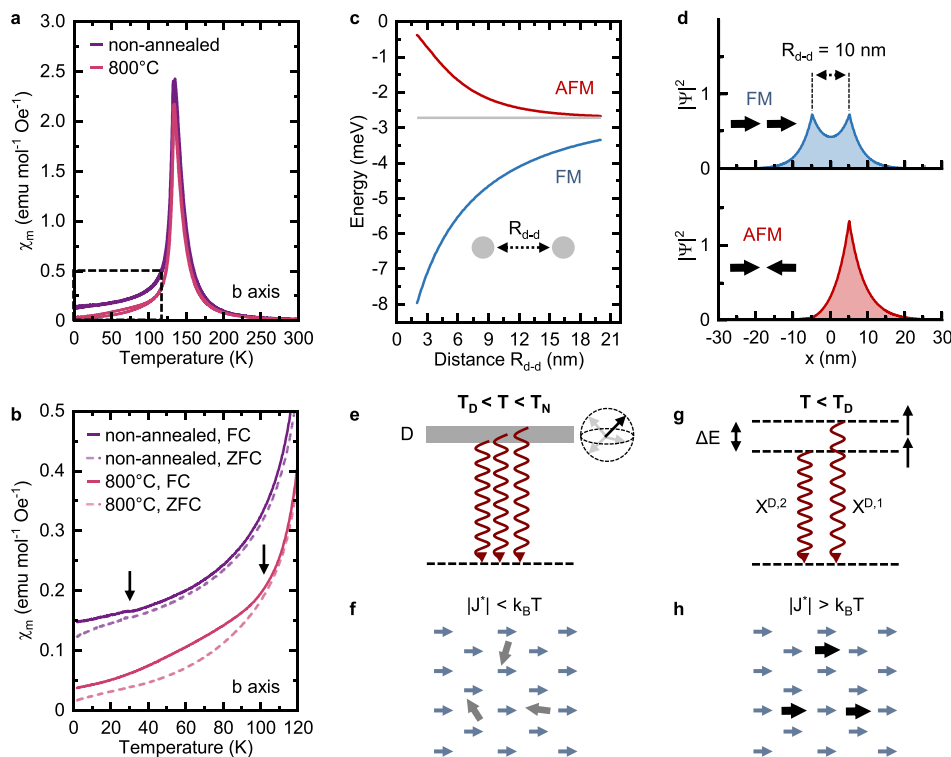 a
3.0
2.5
2.0
1.5
1.0
0.5
0
non-annealed
800°C
b axis
χm (emu mol-1 Oe-1)
0 50 100 150 200 250 300
Temperature (K)
b
0.5
0.4
0.3
0.2
0.1
0.0
non-annealed, FC
non-annealed, ZFC
800°C, FC
800°C, ZFC
b axis
χm (emu mol-1 Oe-1)
0 20 40 60 80 100 120
Temperature (K)
c
0
-1
-2
-3
-4
-5
-6
-7
-8
AFM
FM
Rd-d
Energy (meV)
3 6 9 12 15 18 21
Distance Rd-d (nm)
d
Rd-d = 10 nm
|Ψ|2
1
0
FM
|Ψ|2
1
0
AFM
-30 -20 -10 0 10 20 30
x (nm)
e
TD < T < TN
D
f
|J*| < kBT
g
T < TD
ΔE
XD,2 XD,1
h
|J*| > kBT